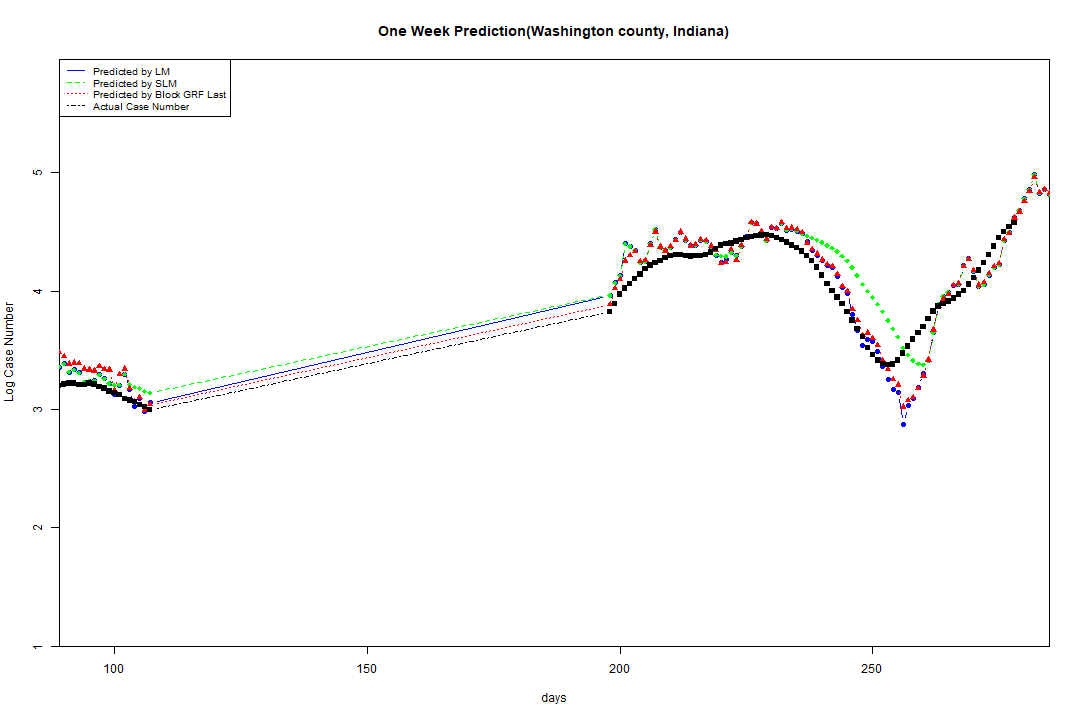 One Week Prediction(Washington county, Indiana)
Predicted by LM
Predicted by SLM
Predicted by Block GRF Last
Actual Case Number
5
4
3
2
1
Log Case Number
100 150 200 250
days